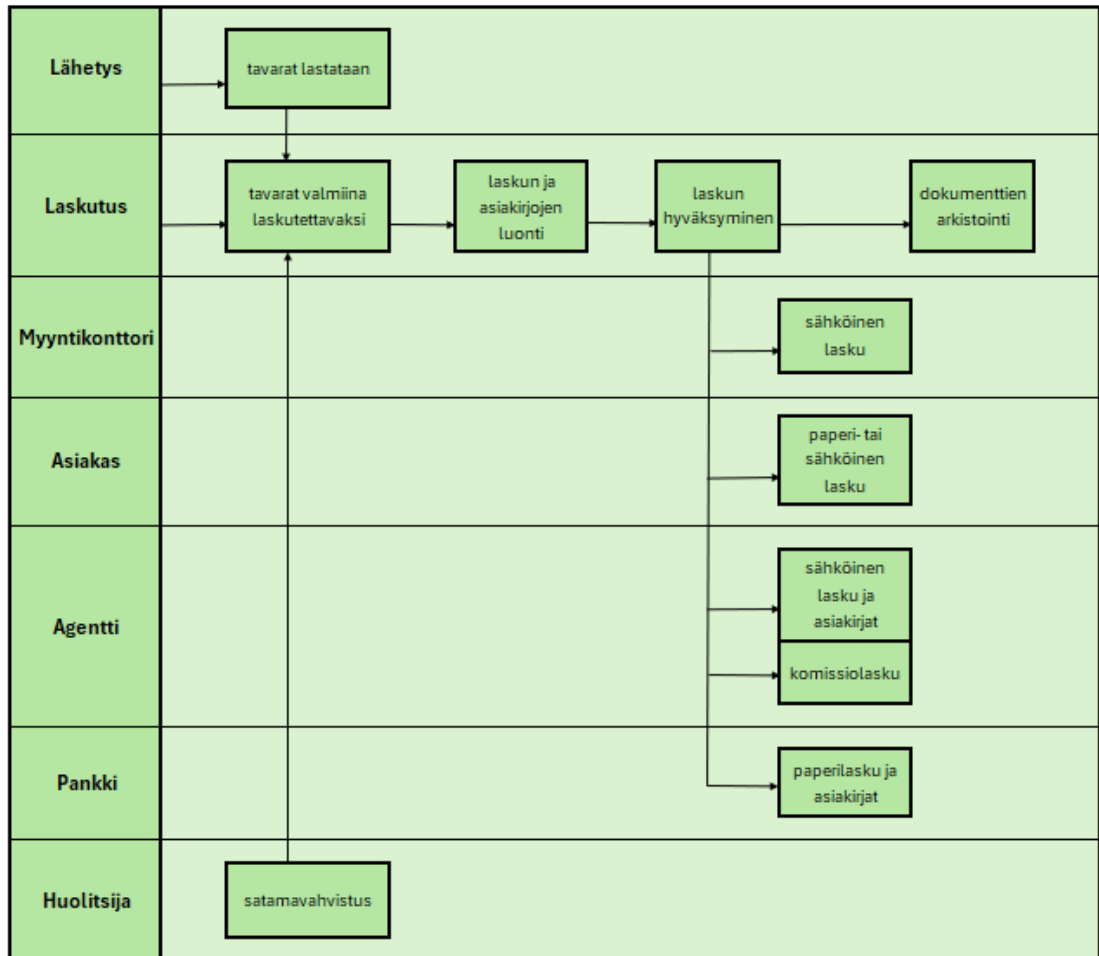 Lähetys
tavarat lastataan
Laskutus
tavarat valmiina
laskutettavaksi
laskun ja
asiakirjojen
luonti
laskun
hyväksyminen
dokumenttien
arkistointi
Myyntikonttori
sähköinen
lasku
Asiakas
paperi- tai
sähköinen
lasku
Agentti
sähköinen
lasku ja
asiakirjat
komissiolasku
Pankki
paperilasku ja
asiakirjat
Huolitsija
satamavahvistus